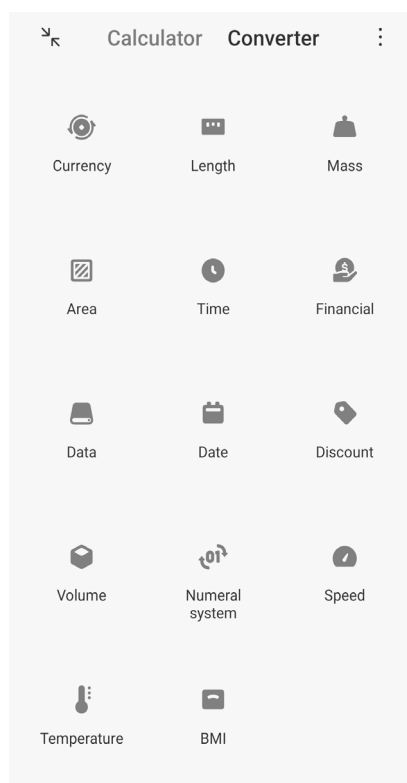 Calculator Converter
Currency Length Mass
Area Time Financial
Data Date Discount
Volume Numeral Speed
system
Temperature BMI